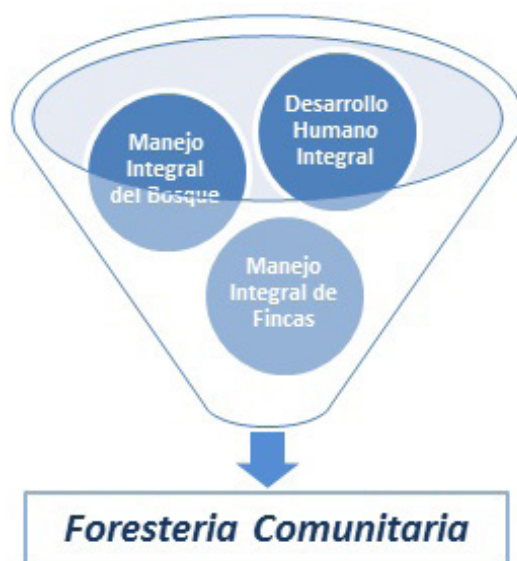 Manejo
Integral
del Bosque
Desarrollo
Humano
Integral
Manejo
Integral de
Fincas
Foresteria Comunitaria